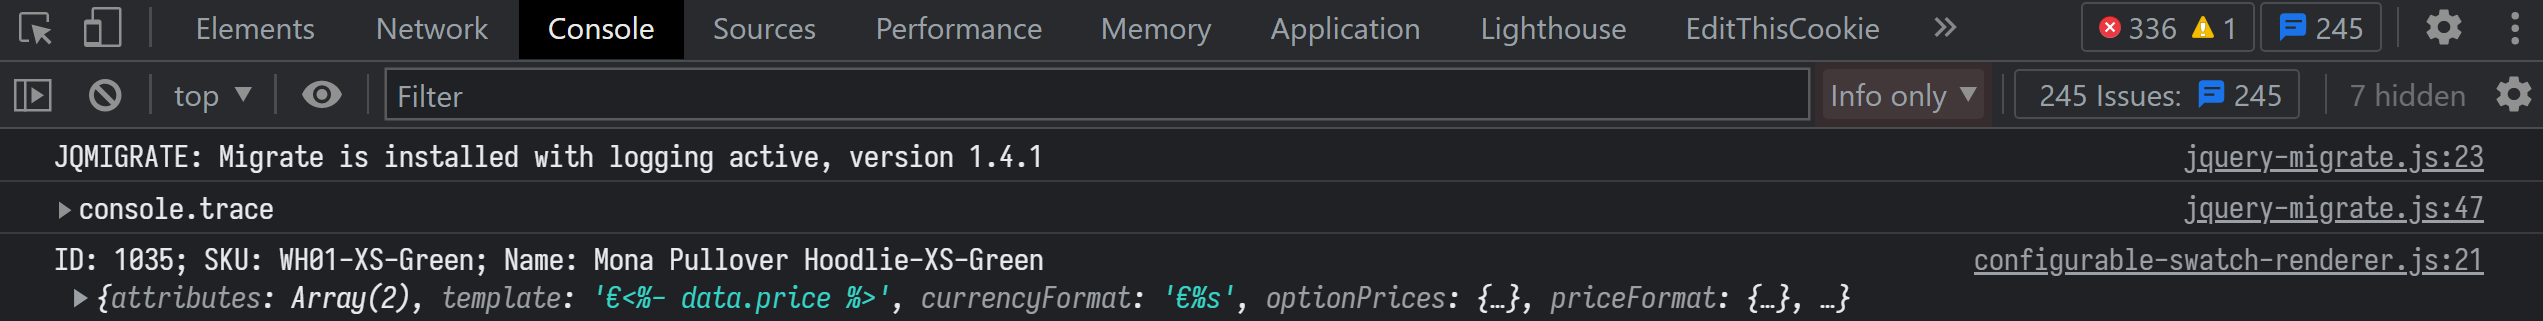 Elements Network Console Sources Performance Memory Application Lighthouse EditThisCookie 336 1 245
top Filter Info only 245 Issues: 245 7 hidden
JQMIGRATE: Migrate is installed with logging active, version 1.4.1 jquery-migrate.js:23
console.trace jquery-migrate.js:47
ID: 1035; SKU: WH01-XS-Green; Name: Mona Pullover Hoodlie-XS-Green configurable-swatch-renderer.js:21
{attributes: Array(2), template: '€<%- data.price %>', currencyFormat: '€%s', optionPrices: {…}, priceFormat: {…}, …}